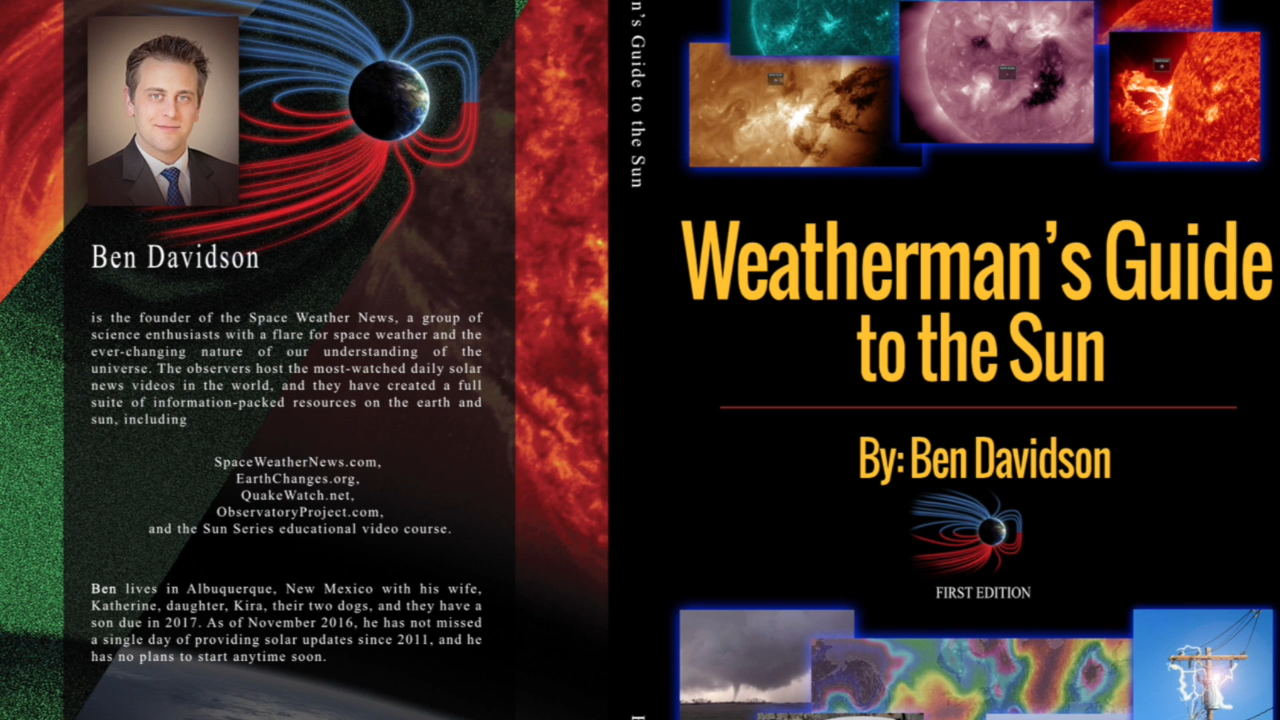 Ben Davidson
is the founder of the Space Weather News, a group of
science enthusiasts with a flare for space weather and the
ever-changing nature of our understanding of the
universe. The observers host the most-watched daily solar
news videos in the world, and they have created a full
suite of information-packed resources on the earth and
sun, including
SpaceWeatherNews.com,
EarthChanges.org,
QuakeWatch.net,
ObservatoryProject.com,
and the Sun Series educational video course.
Ben lives in Albuquerque, New Mexico with his wife,
Katherine, daughter, Kira, their two dogs, and they have a
son due in 2017. As of November 2016, he has not missed
a single day of providing solar updates since 2011, and he
has no plans to start anytime soon.
n's Guide to the Sun
Weatherman's Guide
to the Sun
By: Ben Davidson
FIRST EDITION